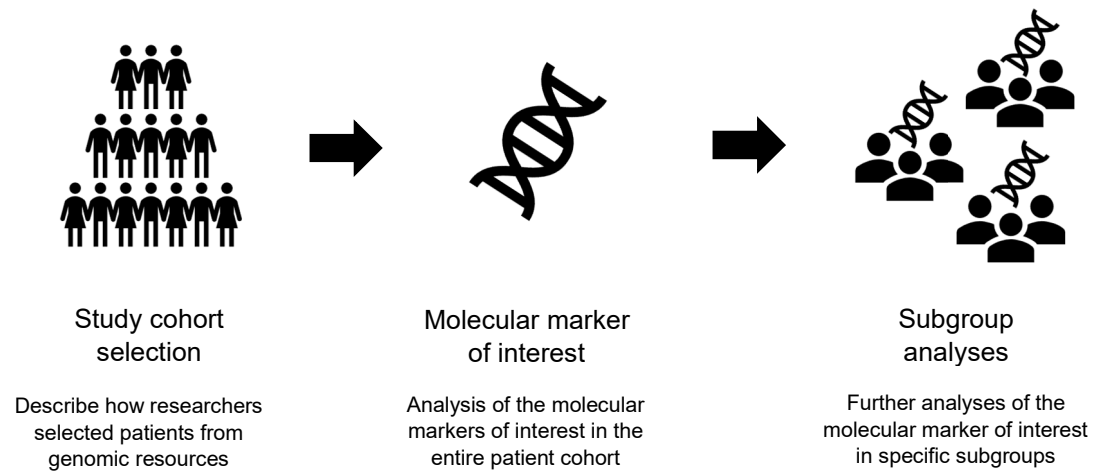 Study cohort
selection
Describe how researchers
selected patients from
genomic resources
Molecular marker
of interest
Analysis of the molecular
markers of interest in the
entire patient cohort
Subgroup
analyses
Further analyses of the
molecular marker of interest
in specific subgroups